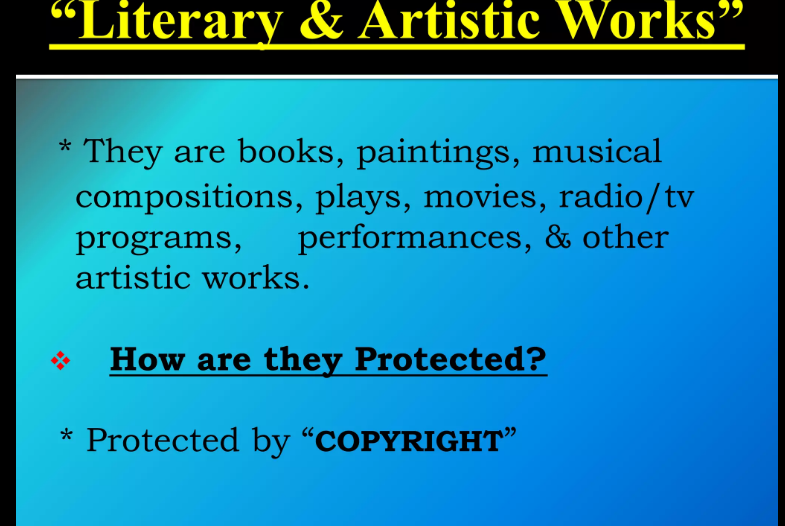 “Literary & Artistic Works”
* They are books, paintings, musical
compositions, plays, movies, radio/tv
programs, performances, & other
artistic works.
❖ How are they Protected?
* Protected by “COPYRIGHT”